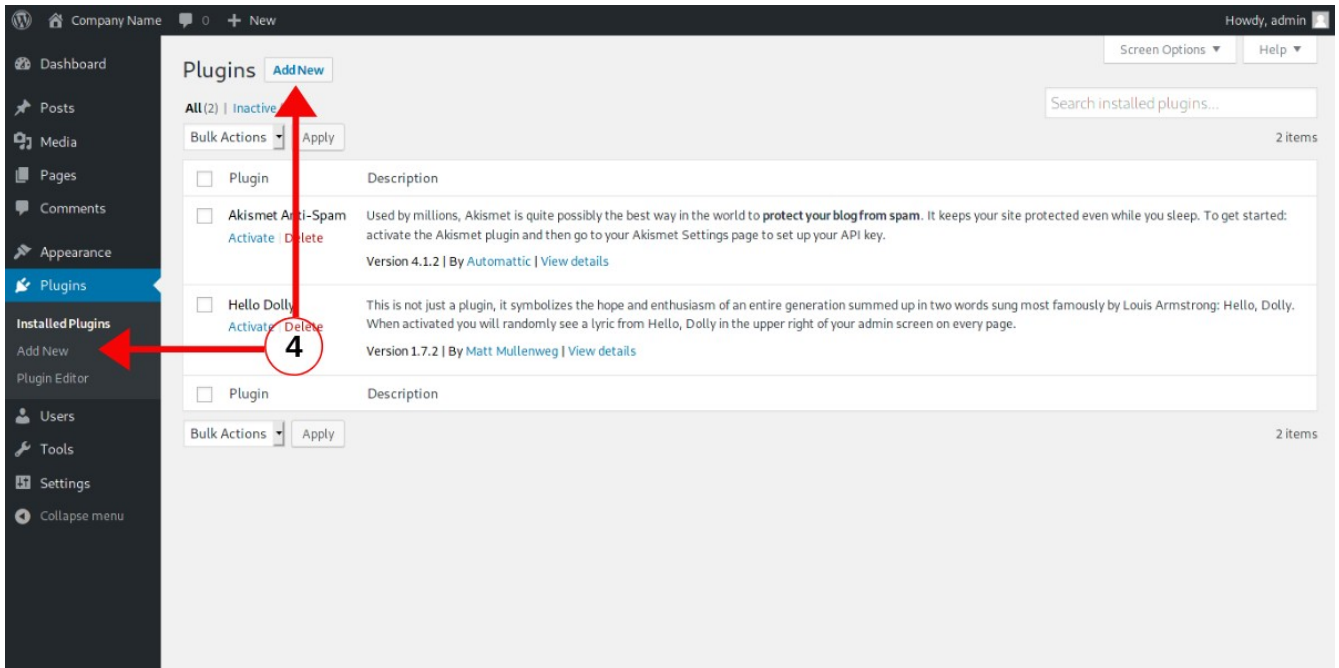 Company Name 0 + New Howdy, admin
Screen Options ▼ Help ▼
Dashboard
Posts
Media
Pages
Comments
Appearance
Plugins
Installed Plugins
Add New
Plugin Editor
Users
Tools
Settings
Collapse menu
Plugins Add New
All (2) | Inactive
Search installed plugins...
Bulk Actions Apply 2 items
Plugin Description
Akismet Anti-Spam
Activate | Delete
Used by millions, Akismet is quite possibly the best way in the world to protect your blog from spam. It keeps your site protected even while you sleep. To get started:
activate the Akismet plugin and then go to your Akismet Settings page to set up your API key.
Version 4.1.2 | By Automattic | View details
Hello Dolly
Activate | Delete
This is not just a plugin, it symbolizes the hope and enthusiasm of an entire generation summed up in two words sung most famously by Louis Armstrong: Hello, Dolly.
When activated you will randomly see a lyric from Hello, Dolly in the upper right of your admin screen on every page.
Version 1.7.2 | By Matt Mullenweg | View details
4
Plugin Description
Bulk Actions Apply 2 items